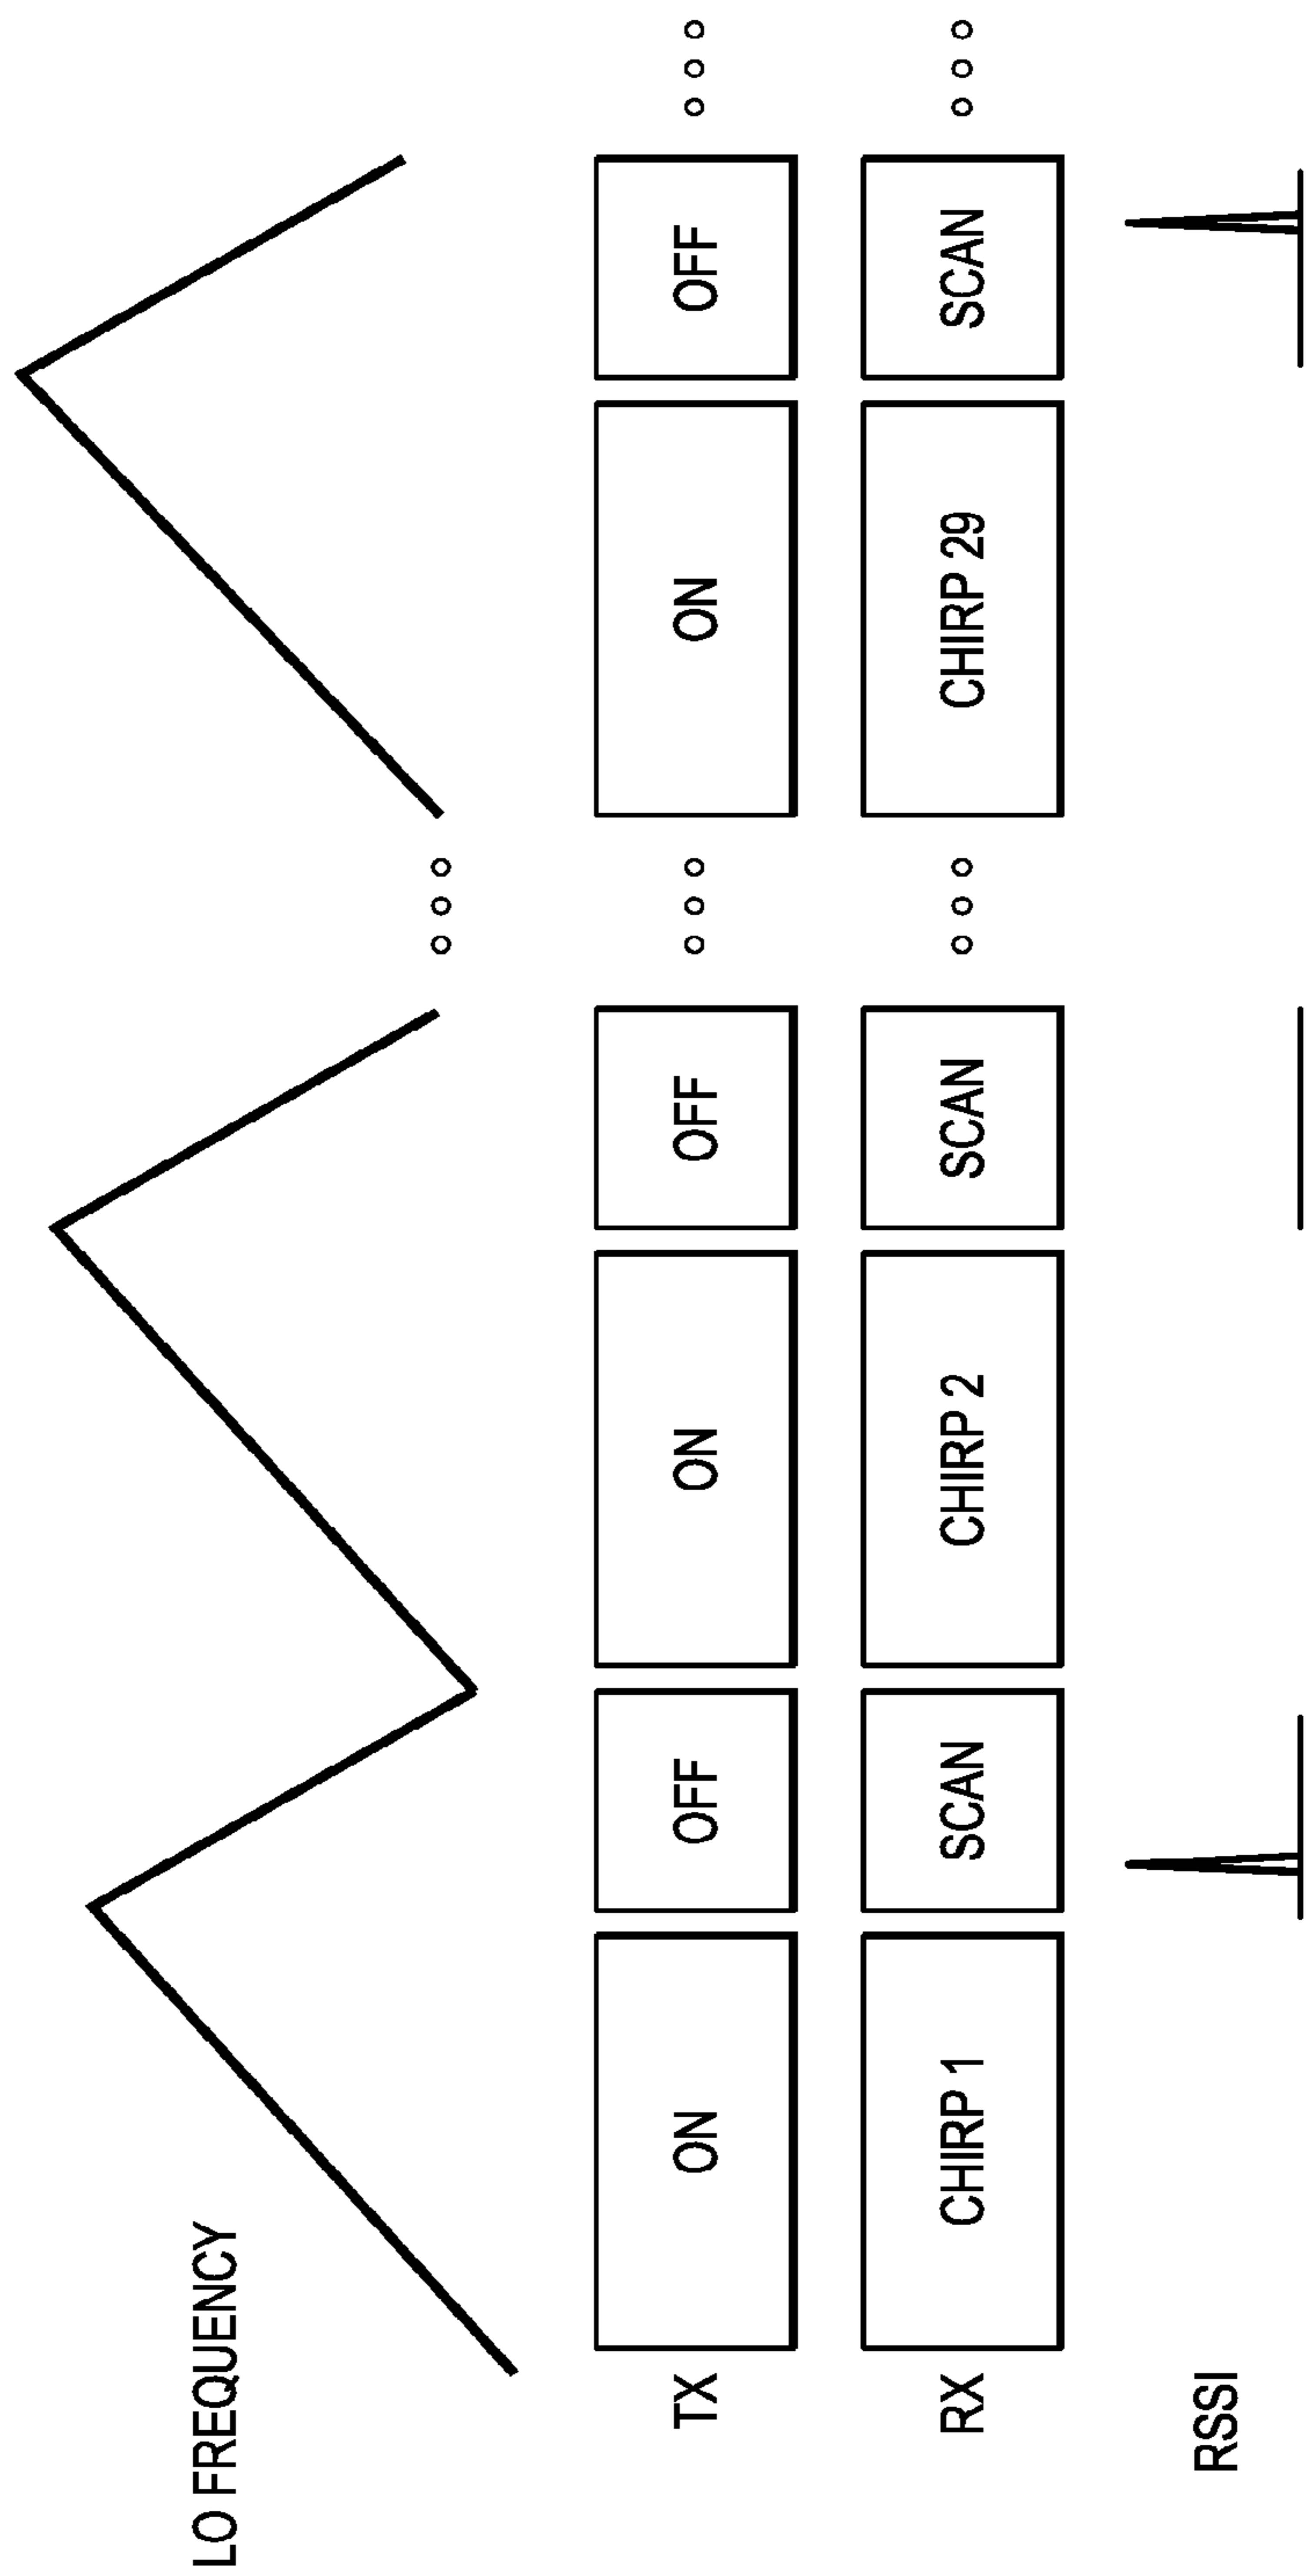 LO FREQUENCY
TX ON OFF ON OFF ON OFF
RX CHIRP 1 SCAN CHIRP 2 SCAN CHIRP 29 SCAN
RSSI